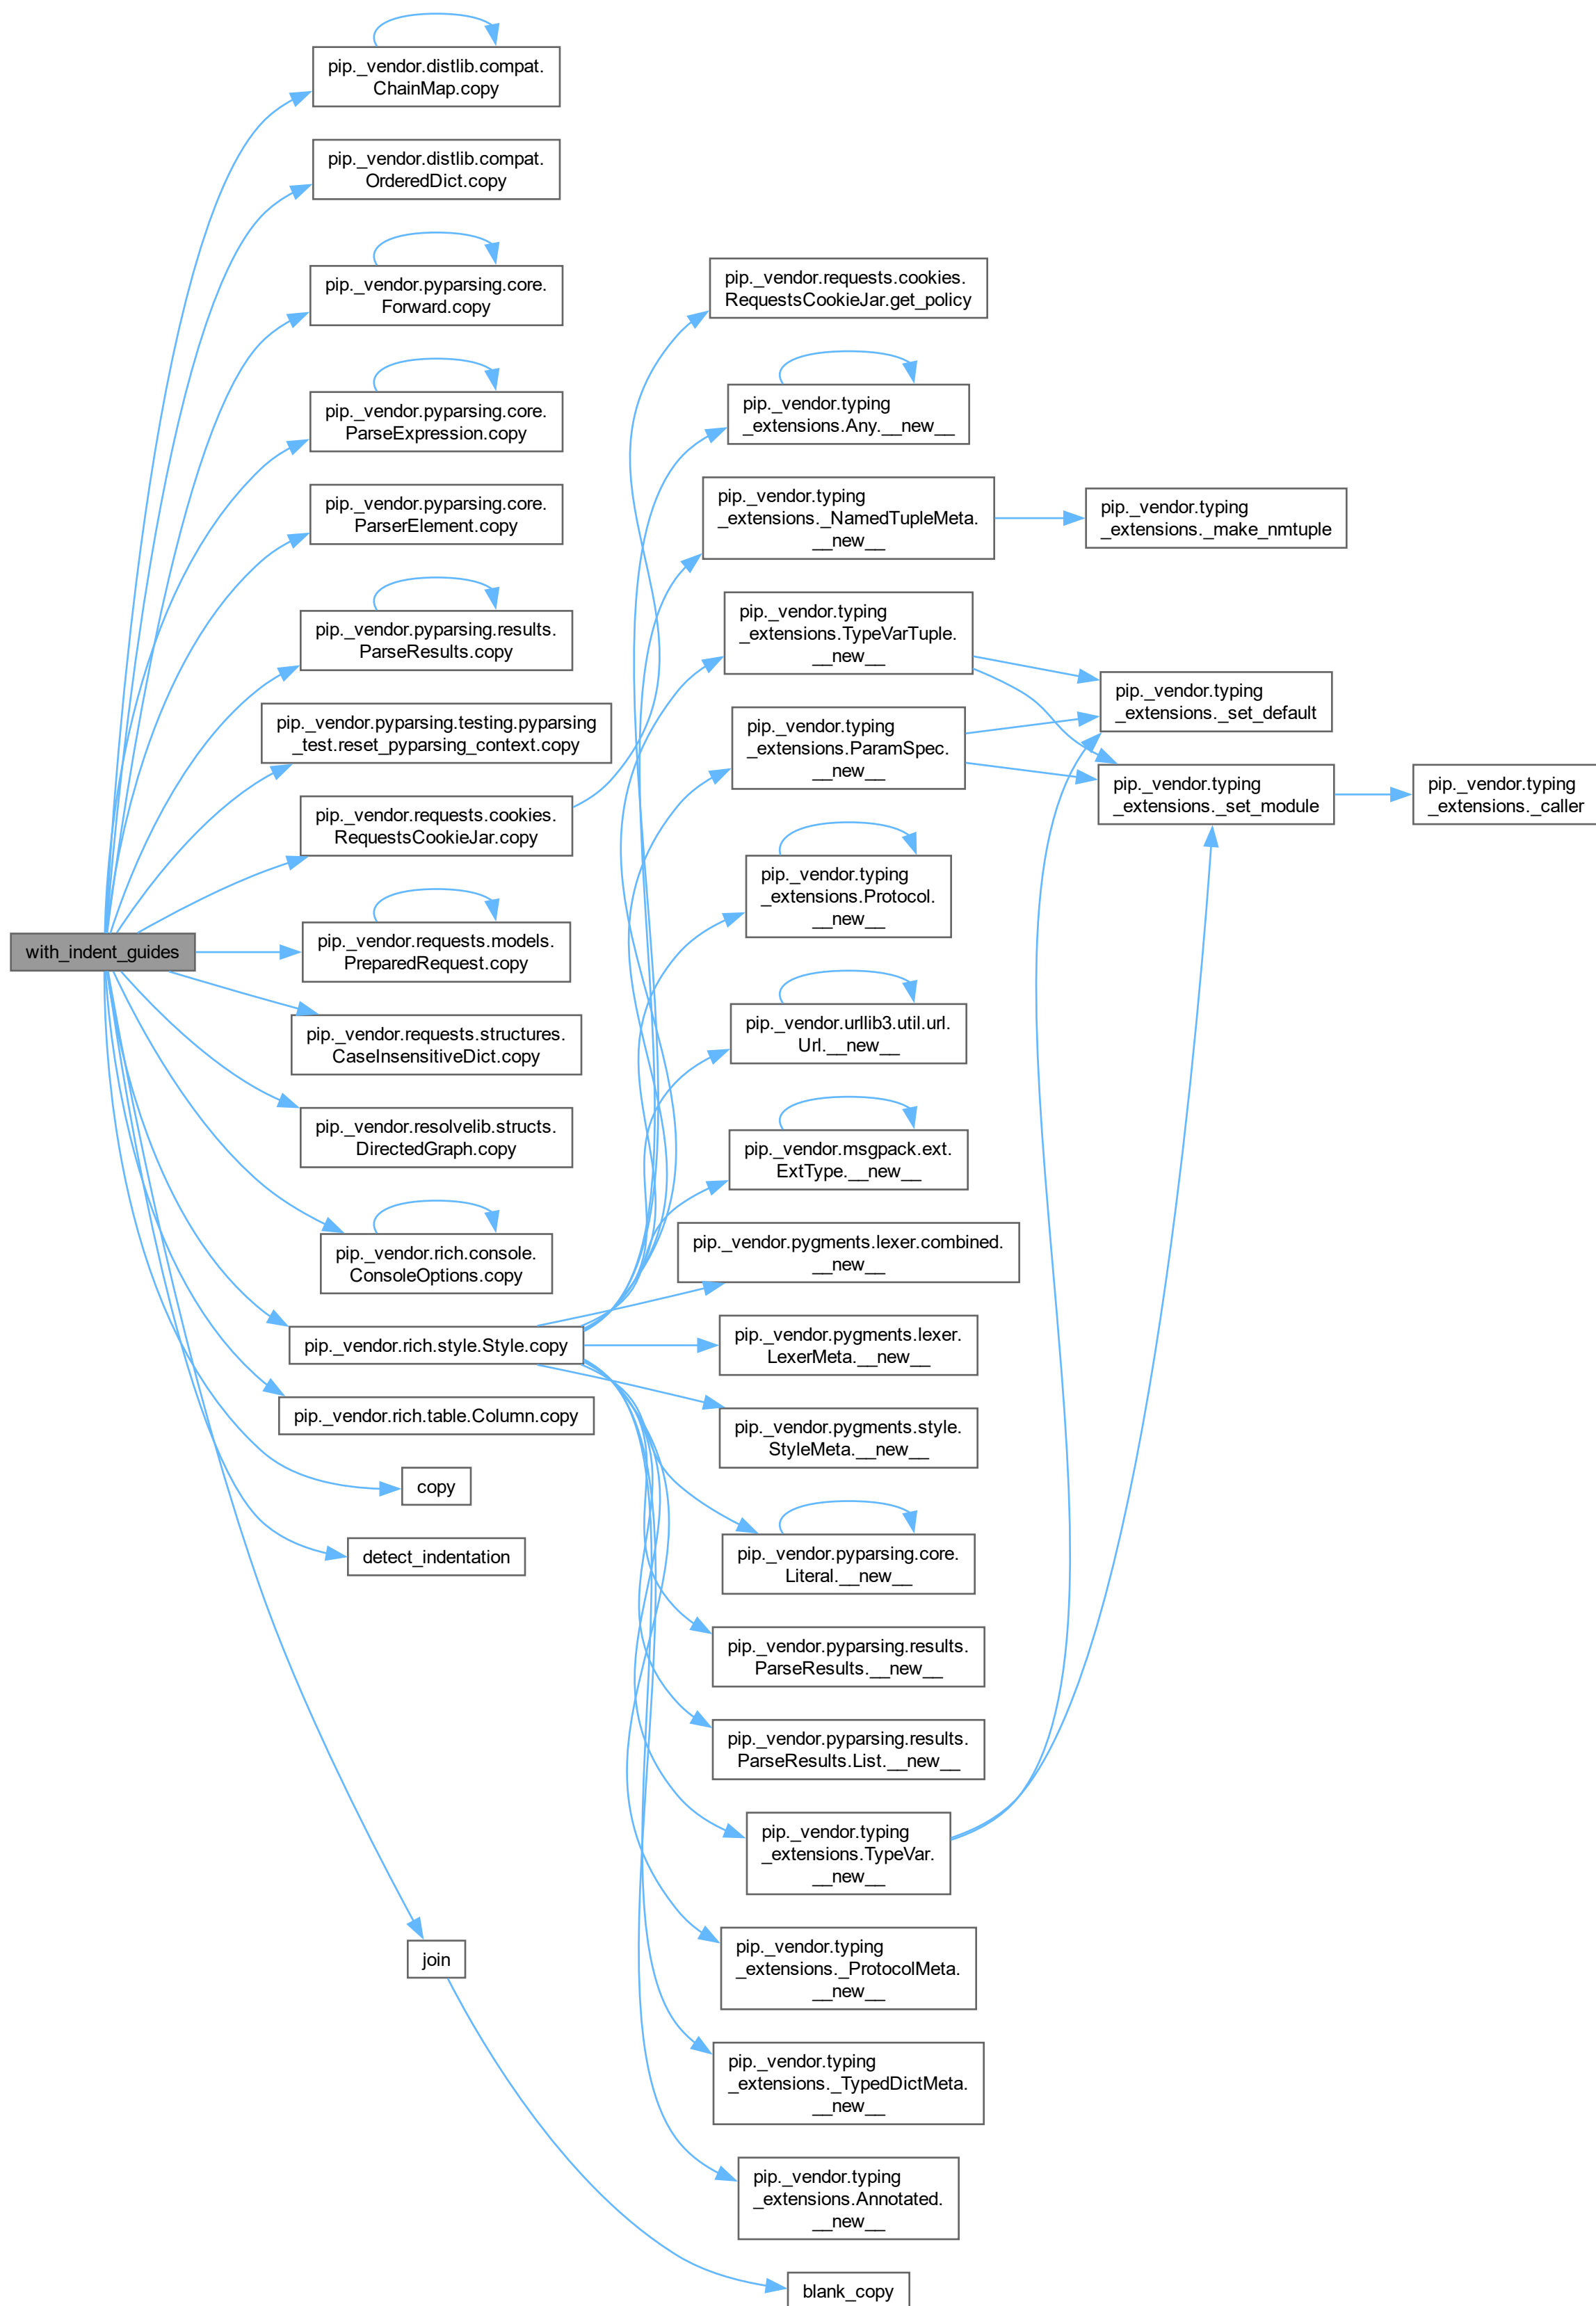 with_indent_guides
pip._vendor.distlib.compat.
ChainMap.copy
pip._vendor.distlib.compat.
OrderedDict.copy
pip._vendor.pyparsing.core.
Forward.copy
pip._vendor.pyparsing.core.
ParseExpression.copy
pip._vendor.pyparsing.core.
ParserElement.copy
pip._vendor.pyparsing.results.
ParseResults.copy
pip._vendor.pyparsing.testing.pyparsing
_test.reset_pyparsing_context.copy
pip._vendor.requests.cookies.
RequestsCookieJar.copy
pip._vendor.requests.models.
PreparedRequest.copy
pip._vendor.requests.structures.
CaseInsensitiveDict.copy
pip._vendor.resolvelib.structs.
DirectedGraph.copy
pip._vendor.rich.console.
ConsoleOptions.copy
pip._vendor.rich.style.Style.copy
pip._vendor.rich.table.Column.copy
copy
detect_indentation
join
pip._vendor.requests.cookies.
RequestsCookieJar.get_policy
pip._vendor.typing
_extensions.Any.__new__
pip._vendor.typing
_extensions._NamedTupleMeta.
__new__
pip._vendor.typing
_extensions.TypeVarTuple.
__new__
pip._vendor.typing
_extensions.ParamSpec.
__new__
pip._vendor.typing
_extensions.Protocol.
__new__
pip._vendor.urllib3.util.url.
Url.__new__
pip._vendor.msgpack.ext.
ExtType.__new__
pip._vendor.pygments.lexer.combined.
__new__
pip._vendor.pygments.lexer.
LexerMeta.__new__
pip._vendor.pygments.style.
StyleMeta.__new__
pip._vendor.pyparsing.core.
Literal.__new__
pip._vendor.pyparsing.results.
ParseResults.__new__
pip._vendor.pyparsing.results.
ParseResults.List.__new__
pip._vendor.typing
_extensions.TypeVar.
__new__
pip._vendor.typing
_extensions._ProtocolMeta.
__new__
pip._vendor.typing
_extensions._TypedDictMeta.
__new__
pip._vendor.typing
_extensions.Annotated.
__new__
blank_copy
pip._vendor.typing
_extensions._make_nmtuple
pip._vendor.typing
_extensions._set_default
pip._vendor.typing
_extensions._set_module
pip._vendor.typing
_extensions._caller